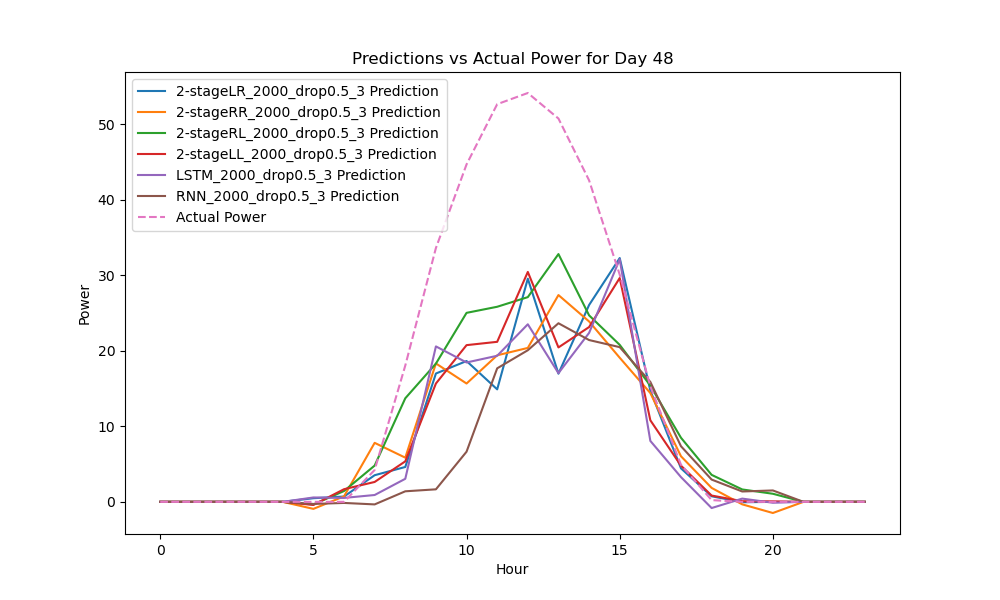 Predictions vs Actual Power for Day 48
2-stageLR_2000_drop0.5_3 Prediction
2-stageRR_2000_drop0.5_3 Prediction
2-stageRL_2000_drop0.5_3 Prediction
2-stageLL_2000_drop0.5_3 Prediction
LSTM_2000_drop0.5_3 Prediction
RNN_2000_drop0.5_3 Prediction
Actual Power
50
40
30
20
10
0
Power
0 5 10 15 20
Hour